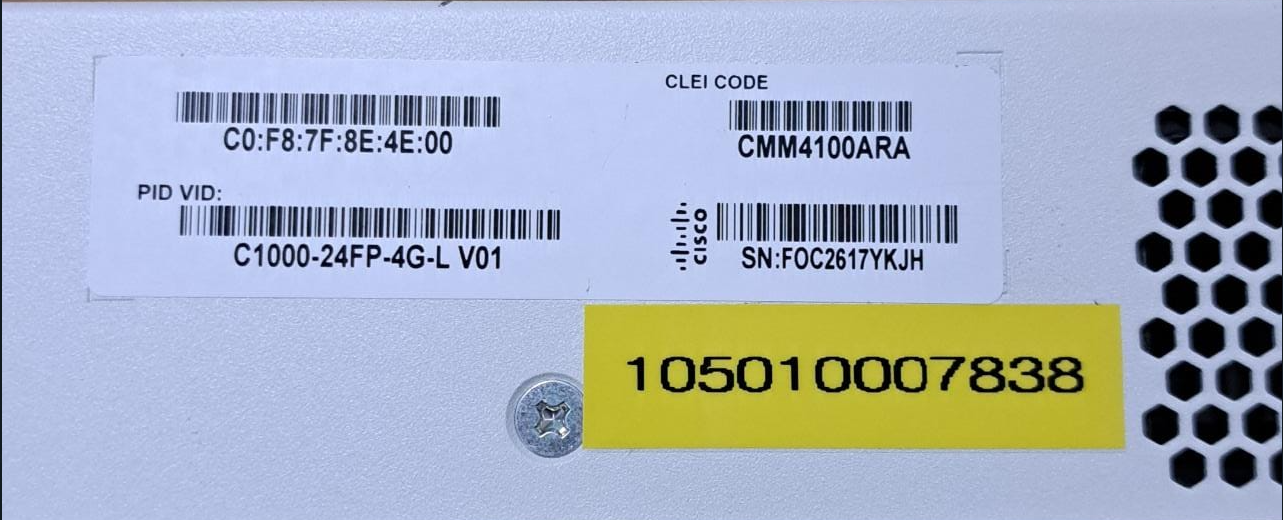 C0:F8:7F:8E:4E:00
PID VID:
C1000-24FP-4G-L V01
CLEI CODE
CMM4100ARA
CISCO
SN:FOC2617YKJH
105010007838